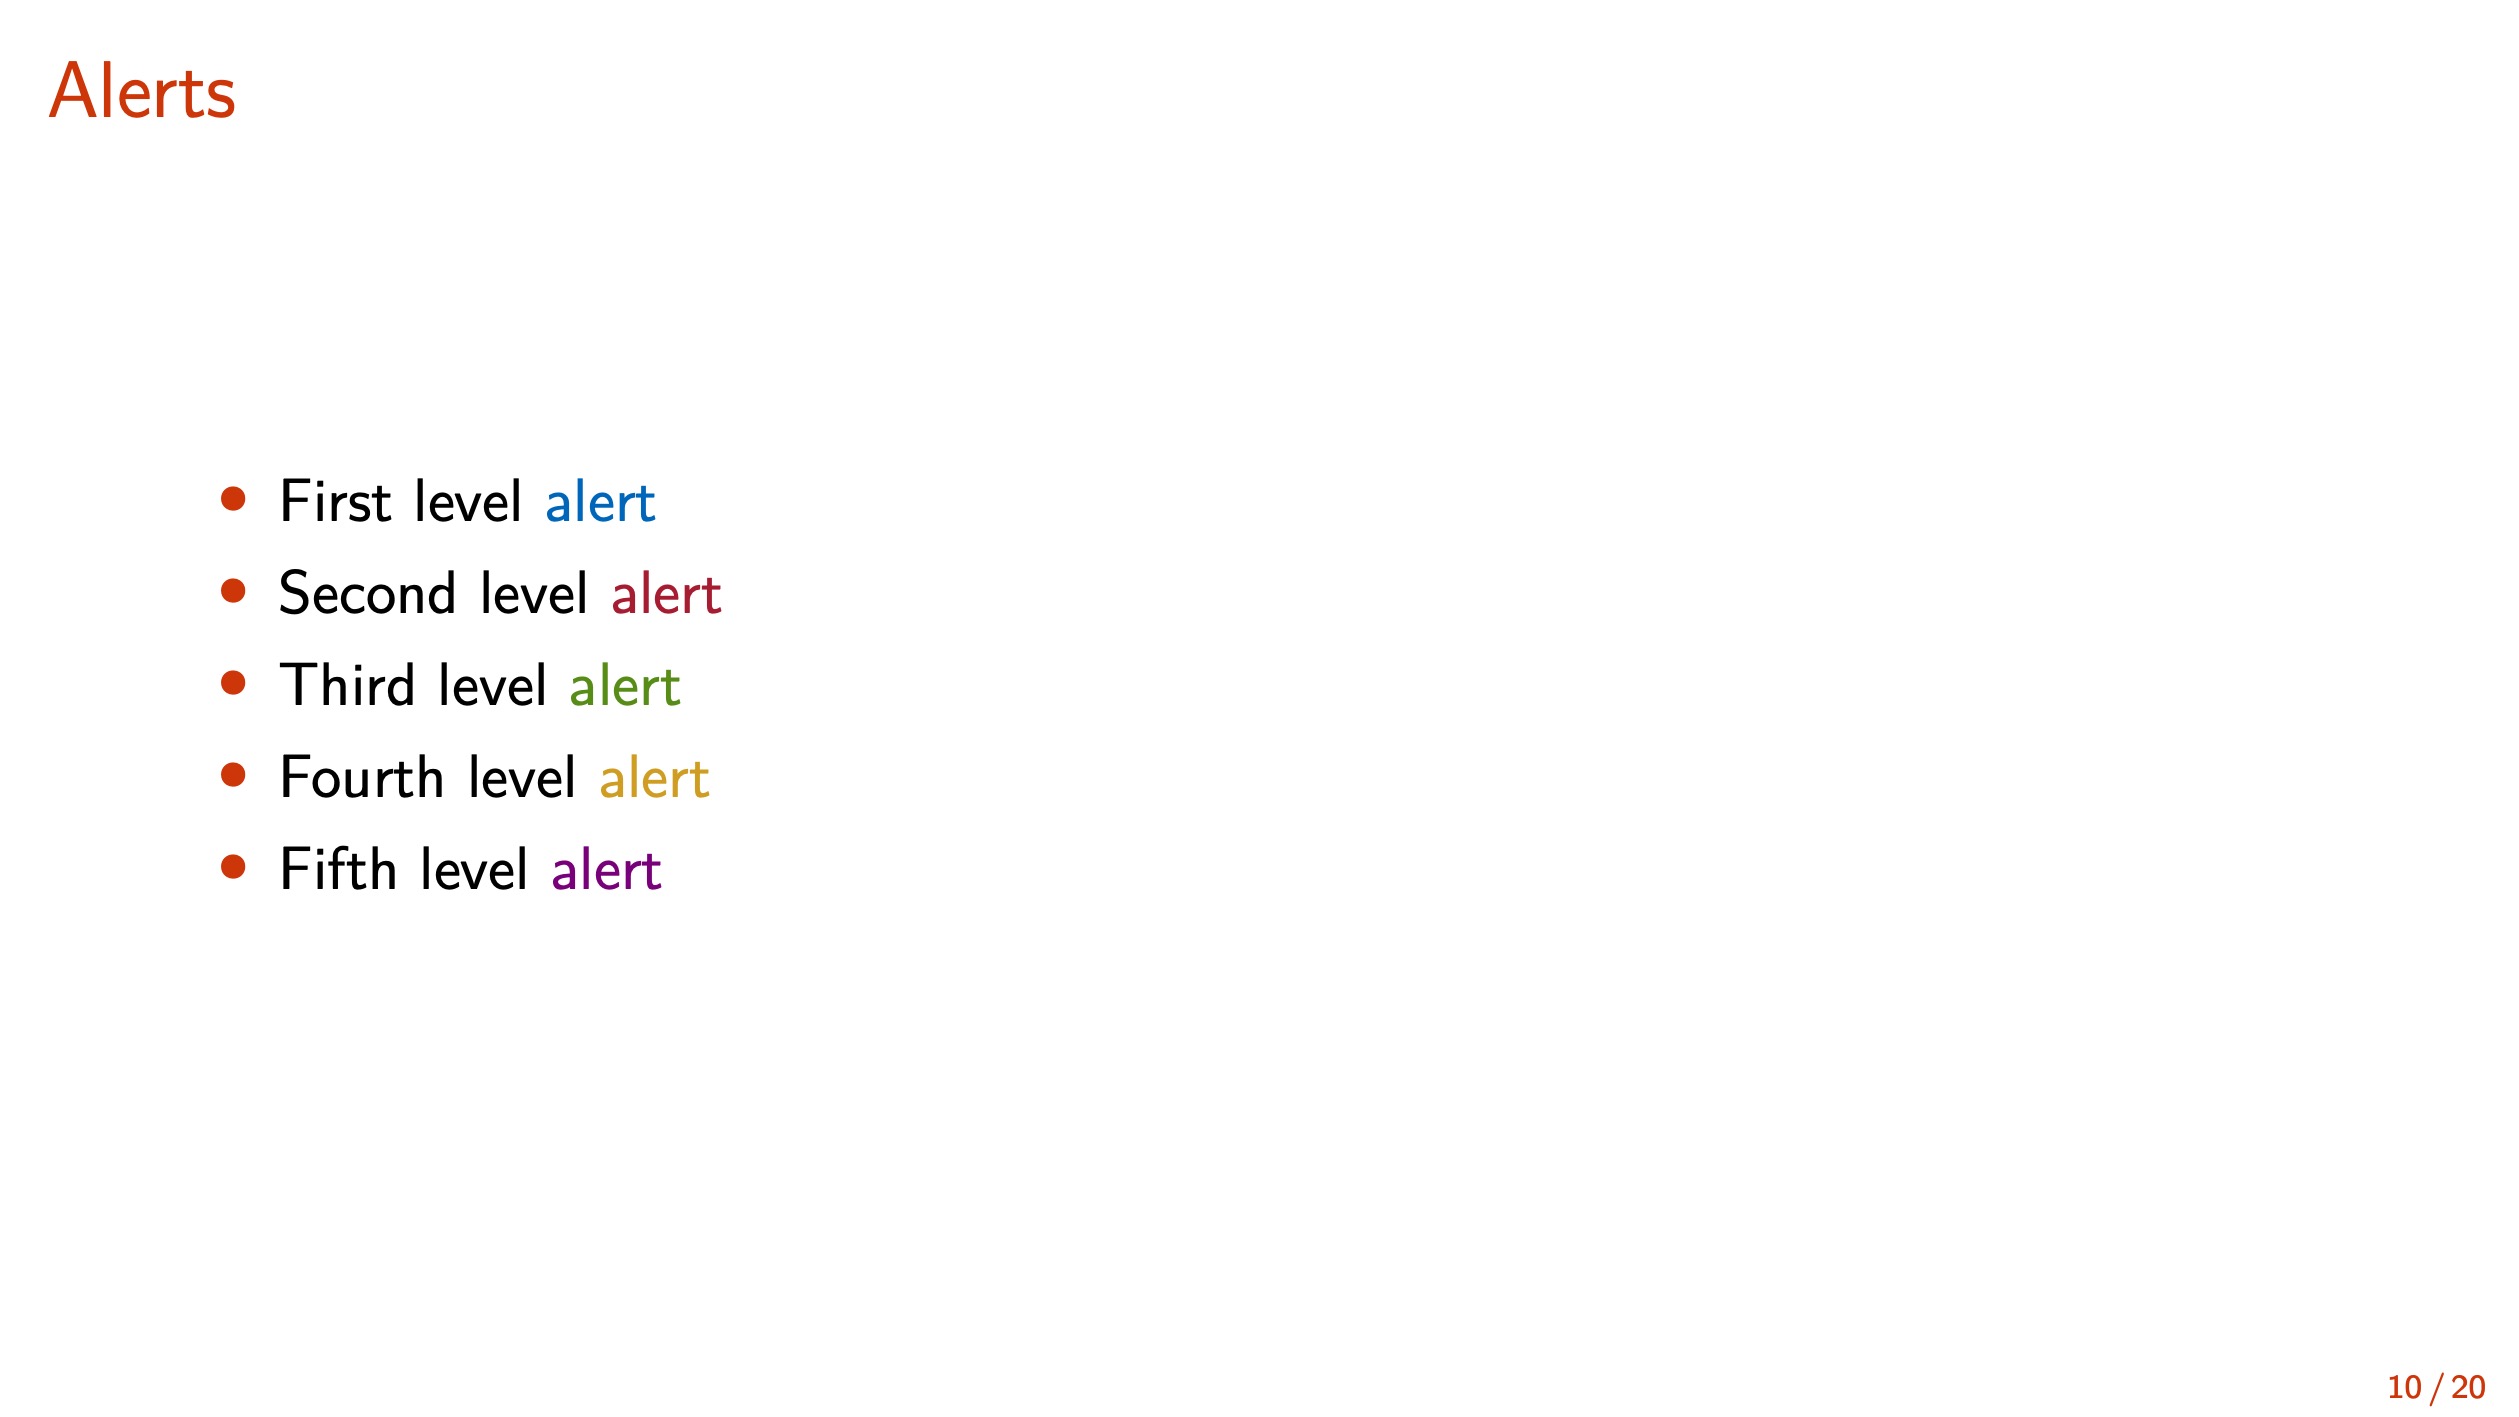 Alerts
• First level alert
• Second level alert
• Third level alert
• Fourth level alert
• Fifth level alert
10/20